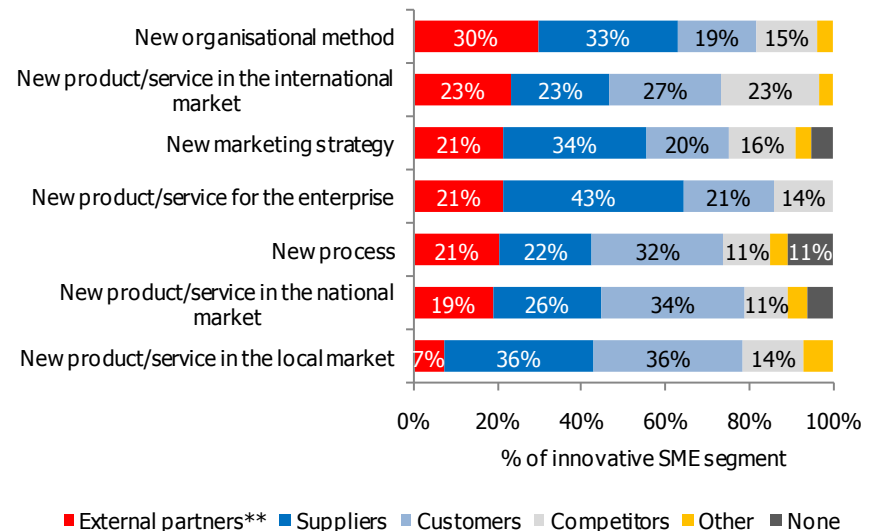 New organisational method 30% 33% 19% 15%
New product/service in the international
market 23% 23% 27% 23%
New marketing strategy 21% 34% 20% 16%
New product/service for the enterprise 21% 43% 21% 14%
New process 21% 22% 32% 11% 11%
New product/service in the national
market 19% 26% 34% 11%
New product/service in the local market 7% 36% 36% 14%
0% 20% 40% 60% 80% 100%
% of innovative SME segment
External partners** Suppliers Customers Competitors Other None